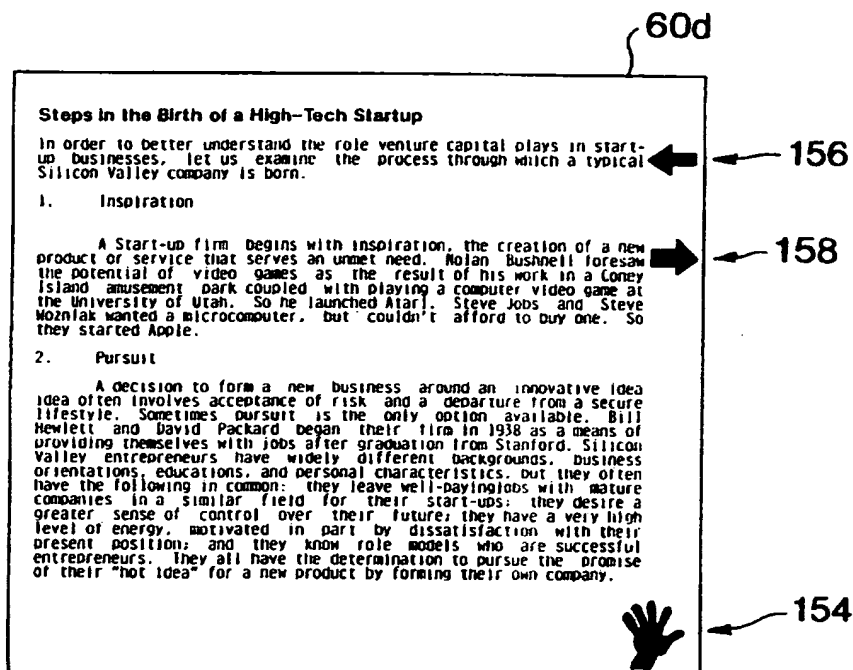 60d
Steps in the Birth of a High-Tech Startup
In order to better understand the role venture capital plays in start-
up businesses, let us examine the process through which a typical
Silicon Valley company is born.
156
1. Inspiration
A Start-up firm begins with inspiration, the creation of a new
product or service that serves an unmet need. Nolan Bushnell foresaw
158
the potential of video games as the result of his work in a Coney
Island amusement park coupled with playing a computer video game at
the University of Utah. So he launched Atari. Steve Jobs and Steve
Wozniak wanted a microcomputer, but couldn't afford to buy one. So
they started Apple.
2. Pursuit
A decision to form a new business around an innovative idea
idea often involves acceptance of risk and a departure from a secure
lifestyle. Sometimes pursuit is the only option available. Bill
Hewlett and David Packard began their firm in 1938 as a means of
providing themselves with jobs after graduation from Stanford. Silicon
Valley entrepreneurs have widely different backgrounds, business
orientations, educations, and personal characteristics, but they often
have the following in common: they leave well-payingjobs with mature
companies in a similar field for their start-ups; they desire a
greater sense of control over their future; they have a very high
level of energy, motivated in part by dissatisfaction with their
present position; and they know role models who are successful
entrepreneurs. They all have the determination to pursue the promise
of their "hot idea" for a new product by forming their own company.
154